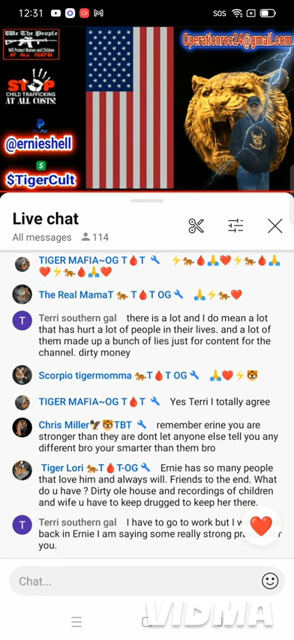 12:31
SOS
We The People
Will Protect Women and Children
AT ALL COSTS!
Operationroc24@gmail.com
STOP
CHILD TRAFFICKING
AT ALL COSTS!
@ernieshell
$TigerCult
Live chat
All messages 114
TIGER MAFIA~OG T🩸T 🔧 ⚡🐅🩸🙏❤️⚡🐅🩸🙏
❤️⚡🐅🩸🙏❤️
The Real MamaT 🐅 T🩸T OG 🔧 🙏⚡🐅❤️
T Terri southern gal there is a lot and I do mean a lot
that has hurt a lot of people in their lives. and a lot of
them made up a bunch of lies just for content for the
channel. dirty money
Scorpio tigermomma 🐅T🩸T OG 🔧 🙏❤️⚡🐯
TIGER MAFIA~OG T🩸T 🔧 Yes Terri I totally agree
Chris Miller🦅🐯TBT 🔧 remember erine you are
stronger than they are dont let anyone else tell you any
different bro your smarter than them bro
Tiger Lori 🐅T🩸T-OG 🔧 Ernie has so many people
that love him and always will. Friends to the end. What
do u have ? Dirty ole house and recordings of children
and wife u have to keep drugged to keep her there.
T Terri southern gal I have to go to work but I w
back in Ernie I am saying some really strong pr
you.
Chat...
VIDMA